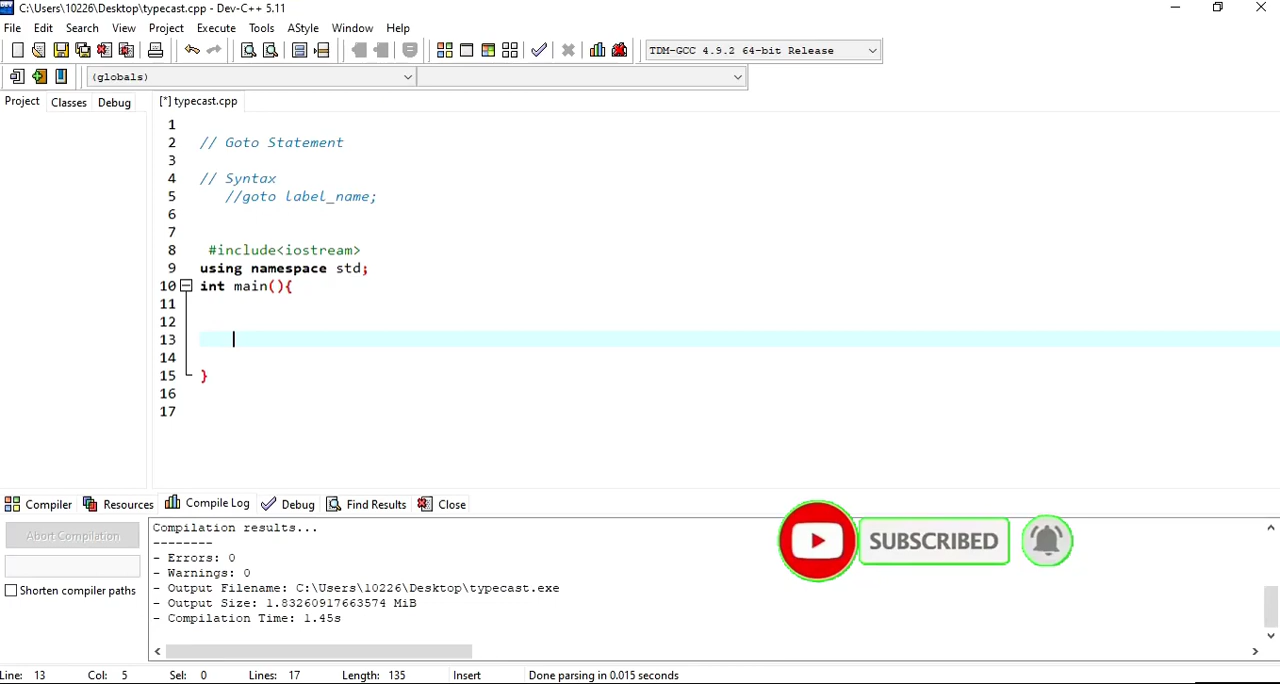 C:\Users\10226\Desktop\typecast.cpp - Dev-C++ 5.11
File Edit Search View Project Execute Tools AStyle Window Help
TDM-GCC 4.9.2 64-bit Release
(globals)
Project Classes Debug [*] typecast.cpp
1
2 // Goto Statement
3
4 // Syntax
5 //goto label_name;
6
7
8 #include<iostream>
9 using namespace std;
10 int main(){
11
12
13
14
15 }
16
17
Compiler Resources Compile Log Debug Find Results Close
Abort Compilation
Shorten compiler paths
Compilation results...
--------
- Errors: 0
- Warnings: 0
- Output Filename: C:\Users\10226\Desktop\typecast.exe
- Output Size: 1.83260917663574 MiB
- Compilation Time: 1.45s
SUBSCRIBED
Line: 13 Col: 5 Sel: 0 Lines: 17 Length: 135 Insert Done parsing in 0.015 seconds